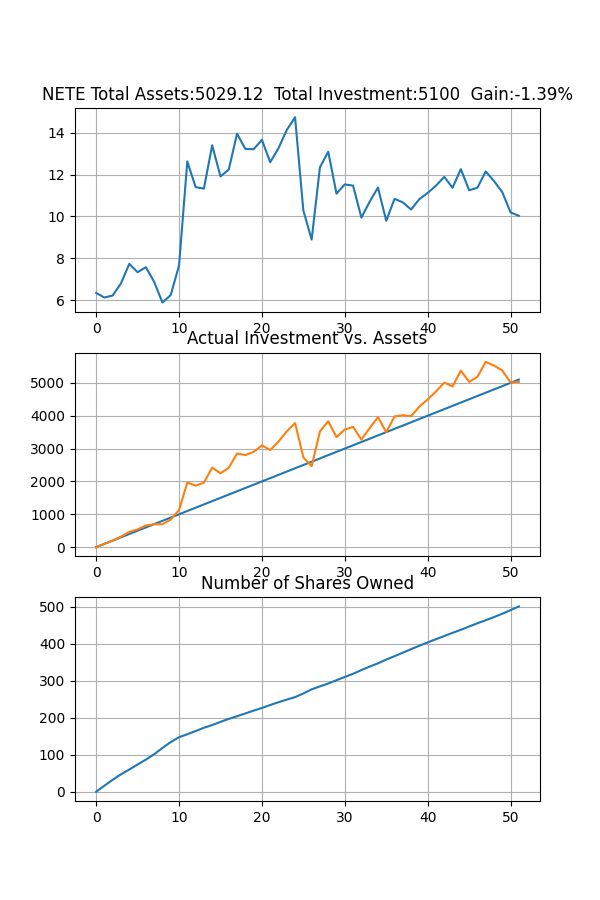 NETE Total Assets:5029.12 Total Investment:5100 Gain:-1.39%
14
12
10
8
6
0 10 20 30 40 50
Actual Investment vs. Assets
5000
4000
3000
2000
1000
0
0 10 20 30 40 50
Number of Shares Owned
500
400
300
200
100
0
0 10 20 30 40 50